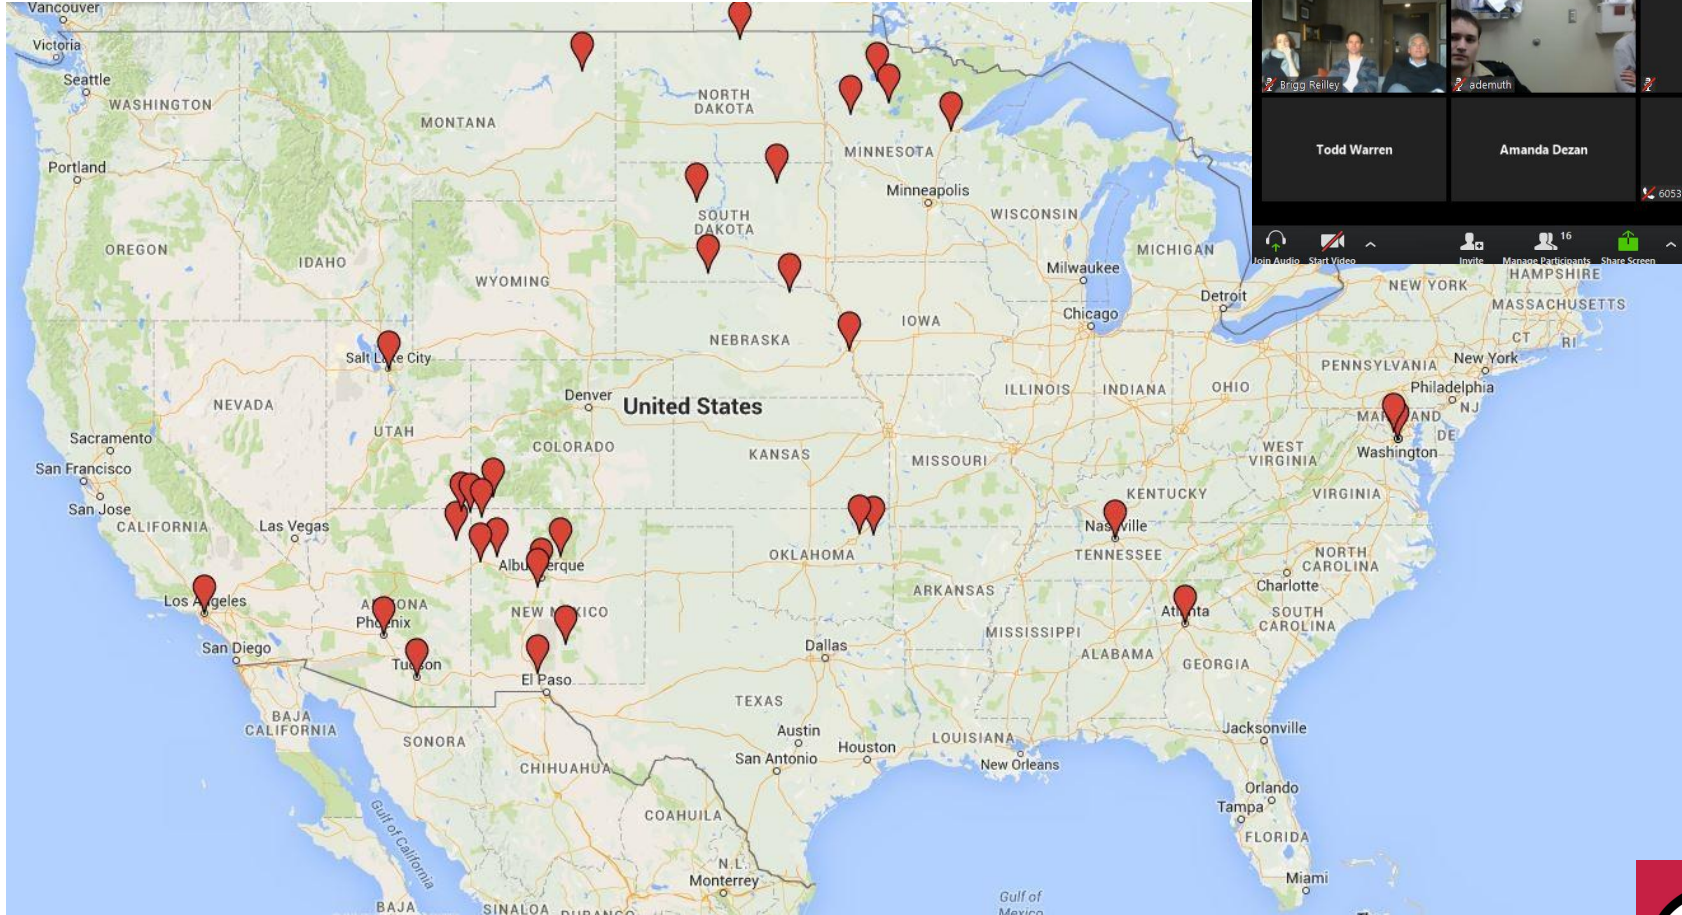 Vancouver
Victoria
Seattle
WASHINGTON
MONTANA
NORTH
DAKOTA
MINNESOTA
Portland
Minneapolis
SOUTH
DAKOTA
WISCONSIN
OREGON
IDAHO
WYOMING
MICHIGAN
Milwaukee
Detroit
Chicago
IOWA
NEBRASKA
NEW YORK
HAMPSHIRE
MASSACHUSETTS
CT
RI
PENNSYLVANIA
New York
Philadelphia
NJ
Salt Lake City
NEVADA
UTAH
Denver
United States
COLORADO
KANSAS
MISSOURI
ILLINOIS
INDIANA
OHIO
WEST
VIRGINIA
MARYLAND
DE
Washington
Sacramento
San Francisco
San Jose
CALIFORNIA
Las Vegas
KENTUCKY
VIRGINIA
Nashville
TENNESSEE
NORTH
CAROLINA
Charlotte
OKLAHOMA
ARKANSAS
Albuquerque
NEW MEXICO
Los Angeles
ARIZONA
Phoenix
San Diego
Tucson
El Paso
Dallas
MISSISSIPPI
ALABAMA
Atlanta
GEORGIA
SOUTH
CAROLINA
TEXAS
Austin
San Antonio
Houston
LOUISIANA
New Orleans
Jacksonville
Orlando
Tampa
FLORIDA
Miami
BAJA
CALIFORNIA
SONORA
CHIHUAHUA
COAHUILA
N.L.
Monterrey
Gulf of California
BAJA
SINALOA
DURANGO
Gulf of
Mexico
Brigg Reilley
ademuth
Todd Warren
Amanda Dezan
6053
Join Audio
Start Video
Invite
16
Manage Participants
Share Screen